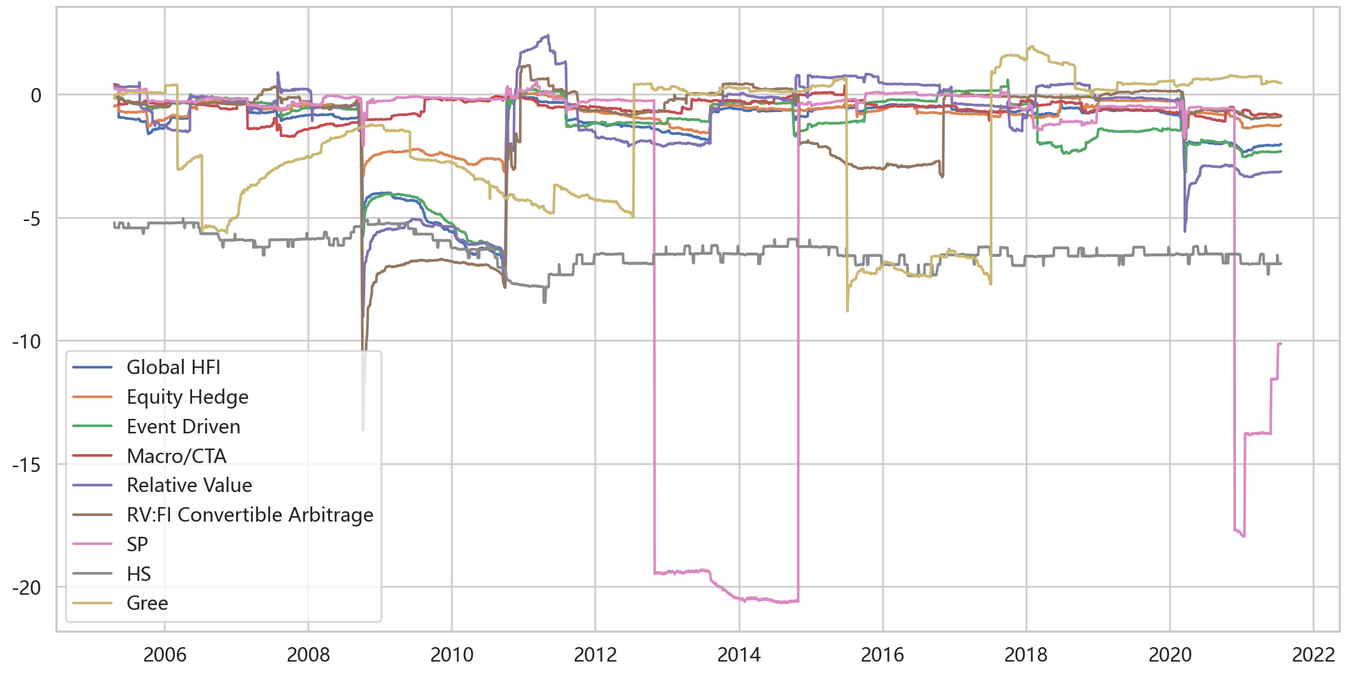 0
-5
-10
-15
-20
Global HFI
Equity Hedge
Event Driven
Macro/CTA
Relative Value
RV:FI Convertible Arbitrage
SP
HS
Gree
2006 2008 2010 2012 2014 2016 2018 2020 2022